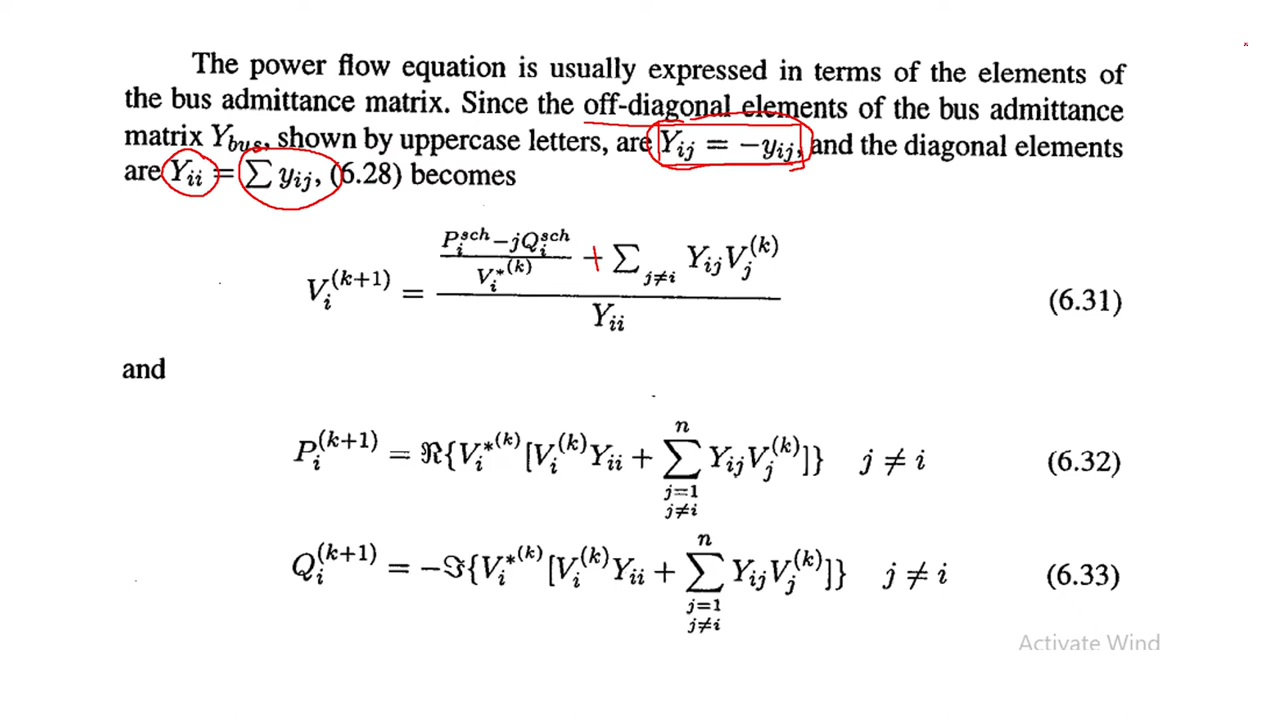 The power flow equation is usually expressed in terms of the elements of
the bus admittance matrix. Since the off-diagonal elements of the bus admittance
matrix Y_bus, shown by uppercase letters, are Y_ij = −y_ij, and the diagonal elements
are Y_ii = ∑ y_ij, (6.28) becomes
V_i^(k+1) = ((P_i^sch − jQ_i^sch)/V_i^*(k) + ∑_{j≠i} Y_ij V_j^(k)) / Y_ii (6.31)
and
P_i^(k+1) = ℜ{V_i^*(k) [V_i^(k) Y_ii + ∑_{j=1, j≠i}^n Y_ij V_j^(k)]} j ≠ i (6.32)
Q_i^(k+1) = −ℑ{V_i^*(k) [V_i^(k) Y_ii + ∑_{j=1, j≠i}^n Y_ij V_j^(k)]} j ≠ i (6.33)
Activate Wind